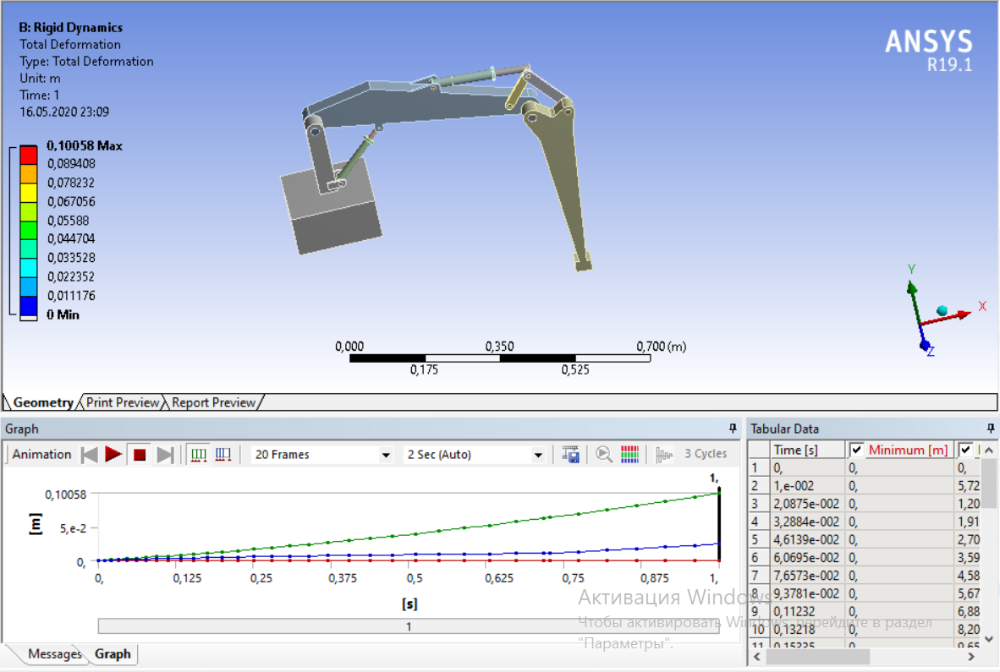 B: Rigid Dynamics
Total Deformation
Type: Total Deformation
Unit: m
Time: 1
16.05.2020 23:09
ANSYS
R19.1
0,10058 Max
0,089408
0,078232
0,067056
0,05588
0,044704
0,033528
0,022352
0,011176
0 Min
Y
X
Z
0,000 0,350 0,700 (m)
0,175 0,525
Geometry Print Preview Report Preview
Graph
Animation 20 Frames 2 Sec (Auto) 3 Cycles
1,
0,10058
[m]
5,e-2
0,
0, 0,125 0,25 0,375 0,5 0,625 0,75 0,875 1,
[s]
1
Messages Graph
Tabular Data
Time [s] Minimum [m]
1 0, 0, 0,
2 1,e-002 0, 5,72
3 2,0875e-002 0, 1,20
4 3,2884e-002 0, 1,91
5 4,6139e-002 0, 2,70
6 6,0695e-002 0, 3,59
7 7,6573e-002 0, 4,58
8 9,3781e-002 0, 5,67
9 0,11232 0, 6,88
10 0,13218 0, 8,20
11 0,15335 0, 9,65
Активация Windows
Чтобы активировать Windows, перейдите в раздел
"Параметры".